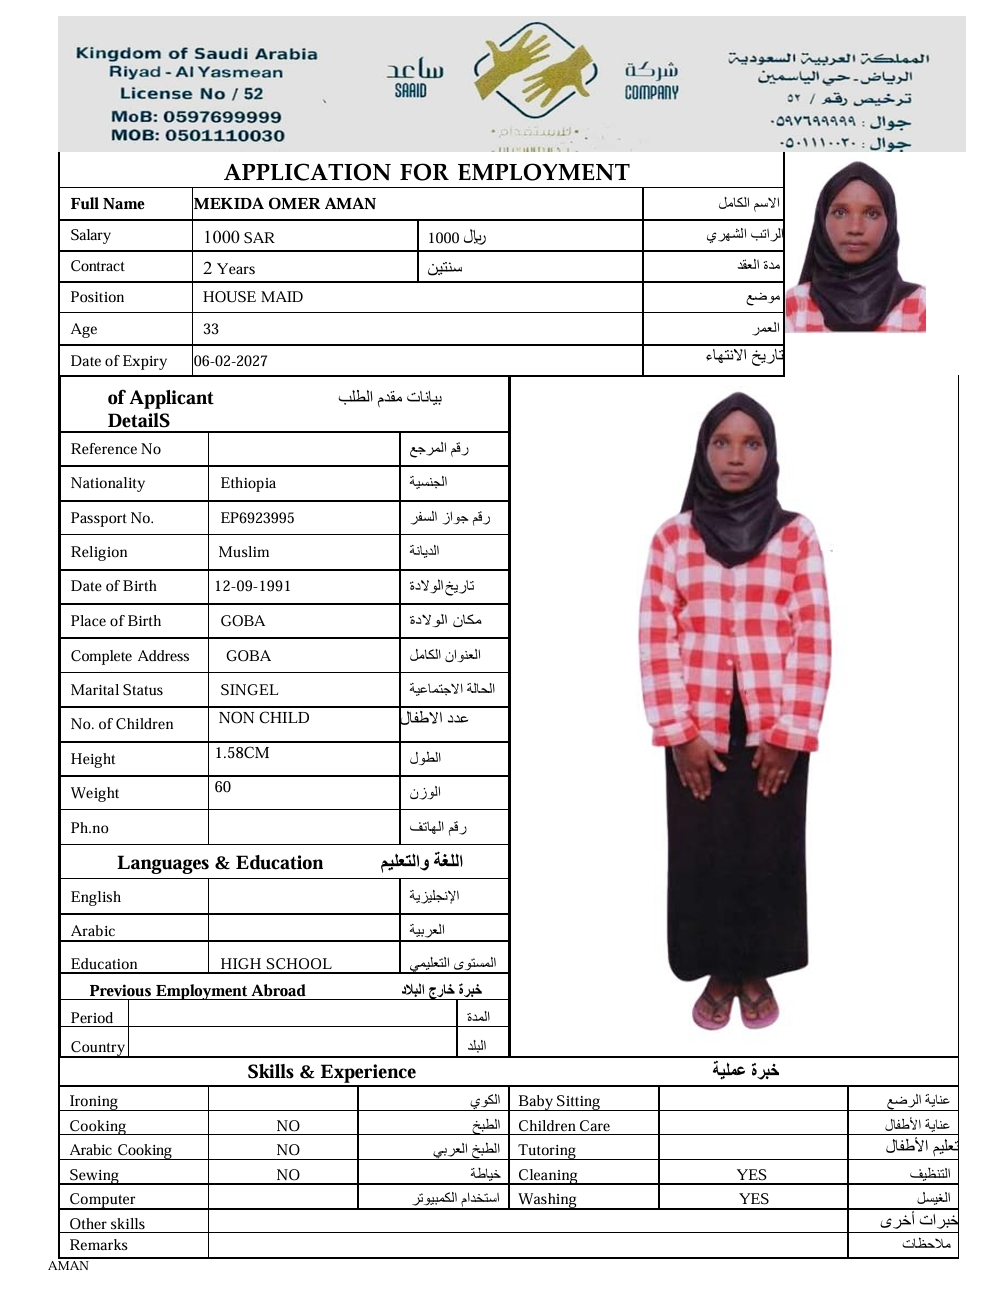 Kingdom of Saudi Arabia
Riyad - Al Yasmean
License No / 52
MoB: 0597699999
MOB: 0501110030
ساعد
SAAID
شركة
COMPANY
للاستقدام
المملكة العربية السعودية
الرياض - حي الياسمين
ترخيص رقم / ٥٢
جوال : ٠٥٩٧٦٩٩٩٩٩
جوال : ٠٥٠١١١٠٠٣٠
APPLICATION FOR EMPLOYMENT
Full Name MEKIDA OMER AMAN الاسم الكامل
Salary 1000 SAR 1000 ريال الراتب الشهري
Contract 2 Years سنتين مدة العقد
Position HOUSE MAID موضع
Age 33 العمر
Date of Expiry 06-02-2027 تاريخ الانتهاء
of Applicant بيانات مقدم الطلب
DetailS
Reference No رقم المرجع
Nationality Ethiopia الجنسية
Passport No. EP6923995 رقم جواز السفر
Religion Muslim الديانة
Date of Birth 12-09-1991 تاريخ الولادة
Place of Birth GOBA مكان الولادة
Complete Address GOBA العنوان الكامل
Marital Status SINGEL الحالة الاجتماعية
No. of Children NON CHILD عدد الاطفال
Height 1.58CM الطول
Weight 60 الوزن
Ph.no رقم الهاتف
Languages & Education اللغة والتعليم
English الإنجليزية
Arabic العربية
Education HIGH SCHOOL المستوى التعليمي
Previous Employment Abroad خبرة خارج البلاد
Period المدة
Country البلد
Skills & Experience خبرة عملية
Ironing الكوي Baby Sitting عناية الرضع
Cooking NO الطبخ Children Care عناية الأطفال
Arabic Cooking NO الطبخ العربي Tutoring تعليم الأطفال
Sewing NO خياطة Cleaning YES التنظيف
Computer استخدام الكمبيوتر Washing YES الغيسل
Other skills خبرات أخرى
Remarks ملاحظات
AMAN